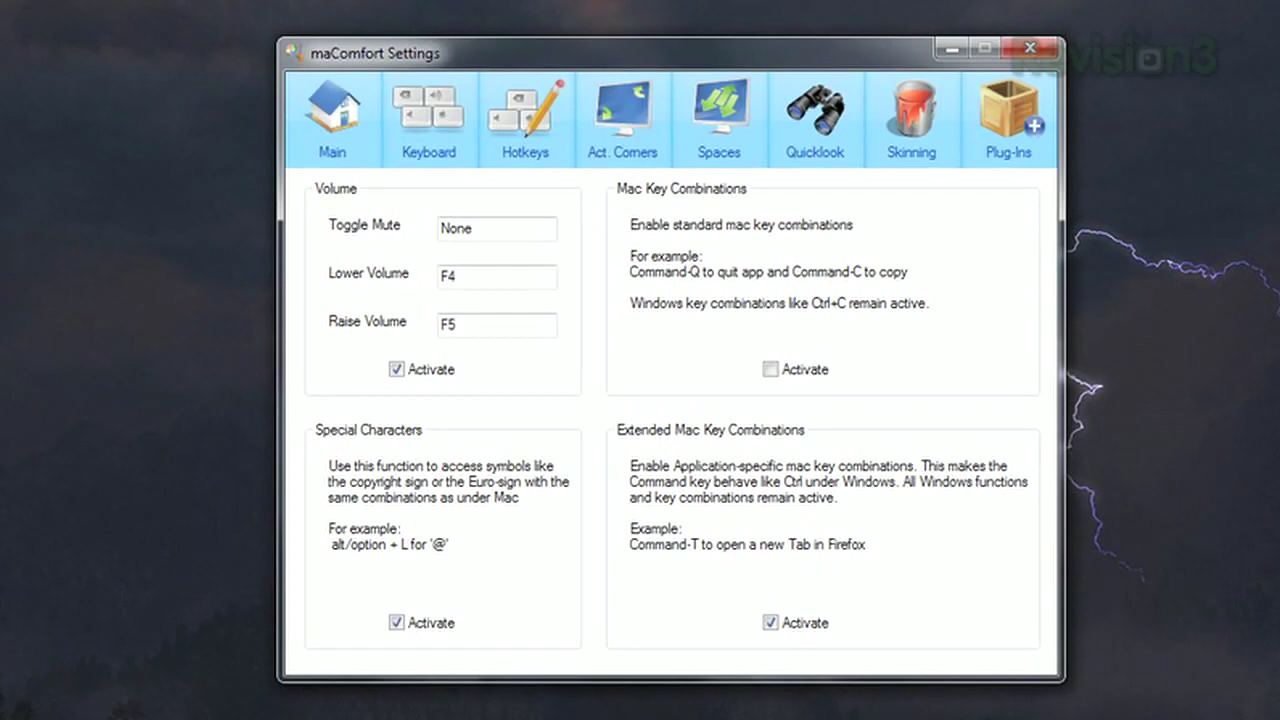 maComfort Settings
Main
Keyboard
Hotkeys
Act. Corners
Spaces
Quicklook
Skinning
Plug-Ins
Volume
Toggle Mute
None
Lower Volume
F4
Raise Volume
F5
Activate
Mac Key Combinations
Enable standard mac key combinations
For example:
Command-Q to quit app and Command-C to copy
Windows key combinations like Ctrl+C remain active.
Activate
Special Characters
Use this function to access symbols like
the copyright sign or the Euro-sign with the
same combinations as under Mac
For example:
alt/option + L for '@'
Activate
Extended Mac Key Combinations
Enable Application-specific mac key combinations. This makes the
Command key behave like Ctrl under Windows. All Windows functions
and key combinations remain active.
Example:
Command-T to open a new Tab in Firefox
Activate